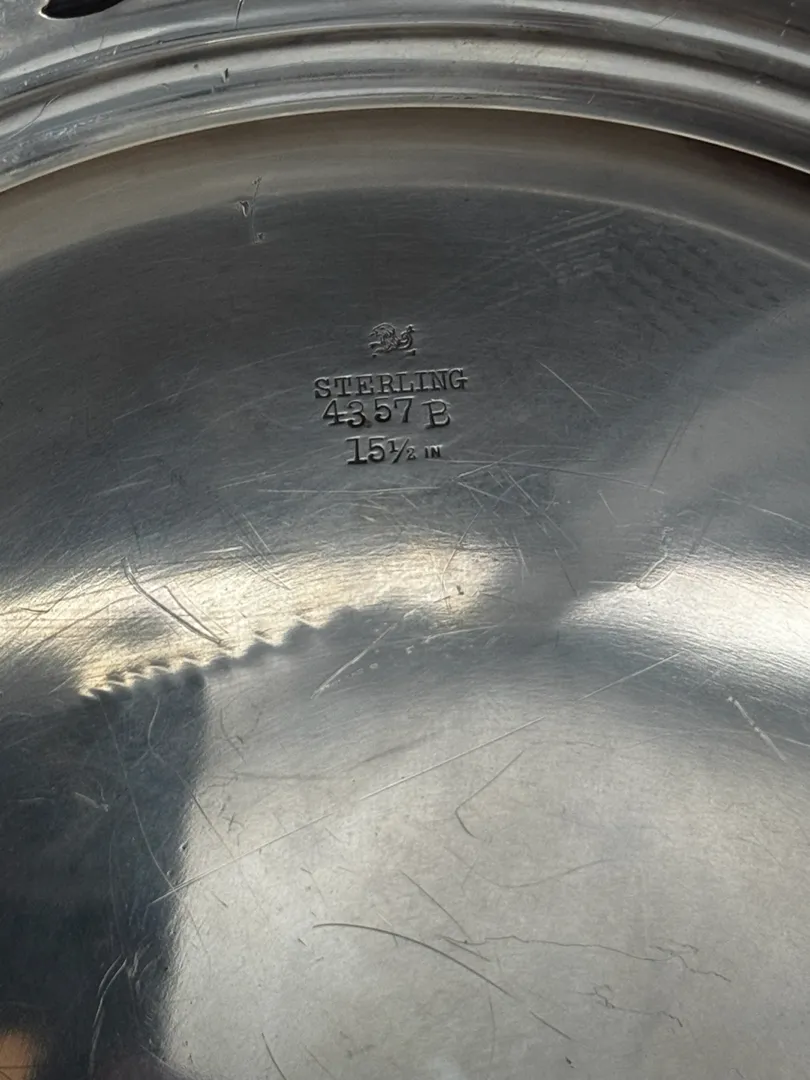 STERLING
4357 B
15½ IN